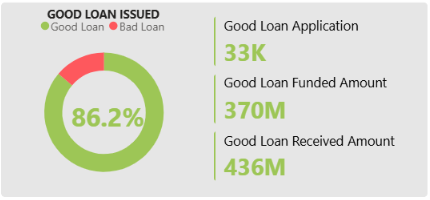 GOOD LOAN ISSUED
Good Loan Bad Loan
86.2%
Good Loan Application
33K
Good Loan Funded Amount
370M
Good Loan Received Amount
436M